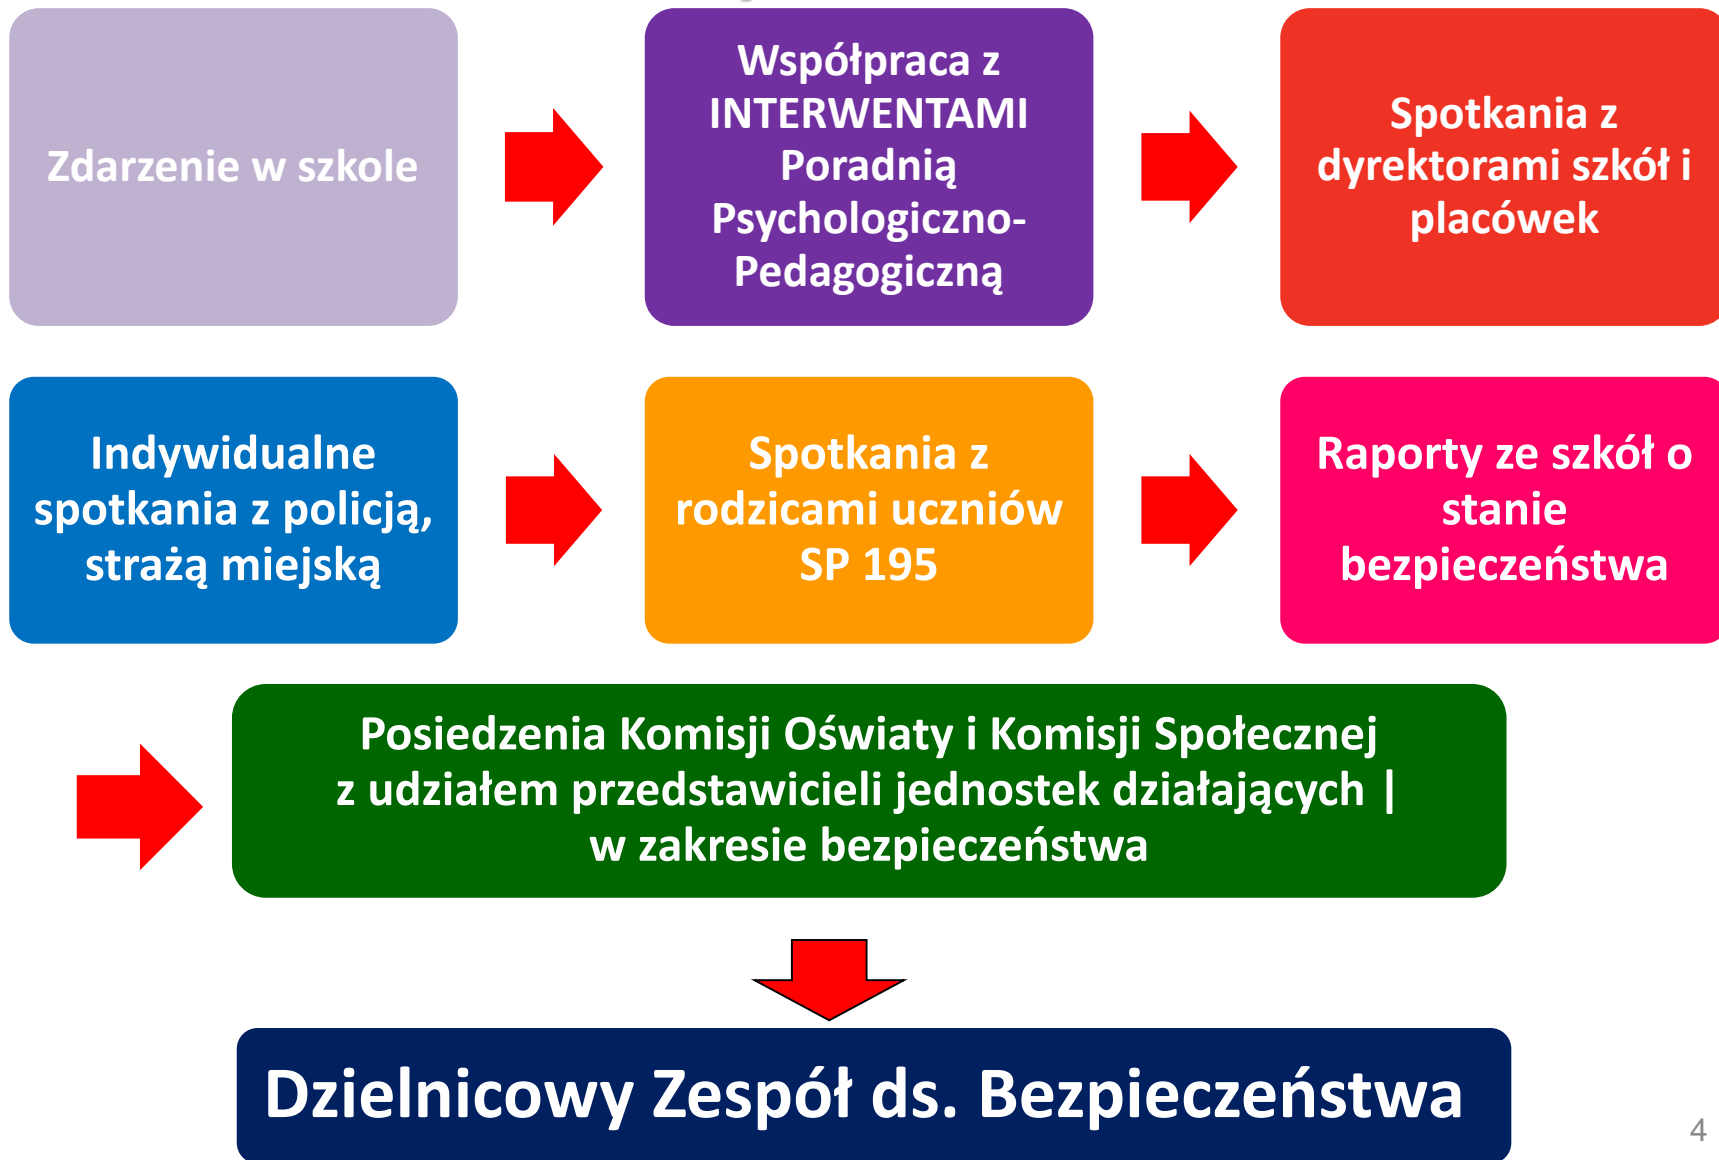 Zdarzenie w szkole
Współpraca z
INTERWENTAMI
Poradnią
Psychologiczno-
Pedagogiczną
Spotkania z
dyrektorami szkół i
placówek
Indywidualne
spotkania z policją,
strażą miejską
Spotkania z
rodzicami uczniów
SP 195
Raporty ze szkół o
stanie
bezpieczeństwa
Posiedzenia Komisji Oświaty i Komisji Społecznej
z udziałem przedstawicieli jednostek działających |
w zakresie bezpieczeństwa
Dzielnicowy Zespół ds. Bezpieczeństwa
4